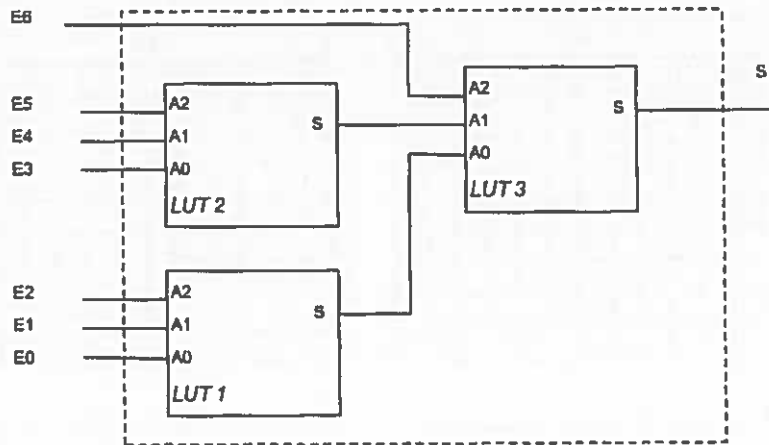 E6
S
E5 A2
E4 A1 S
E3 A0
LUT 2
A2 S
A1
A0
LUT 3
E2 A2
E1 A1 S
E0 A0
LUT 1